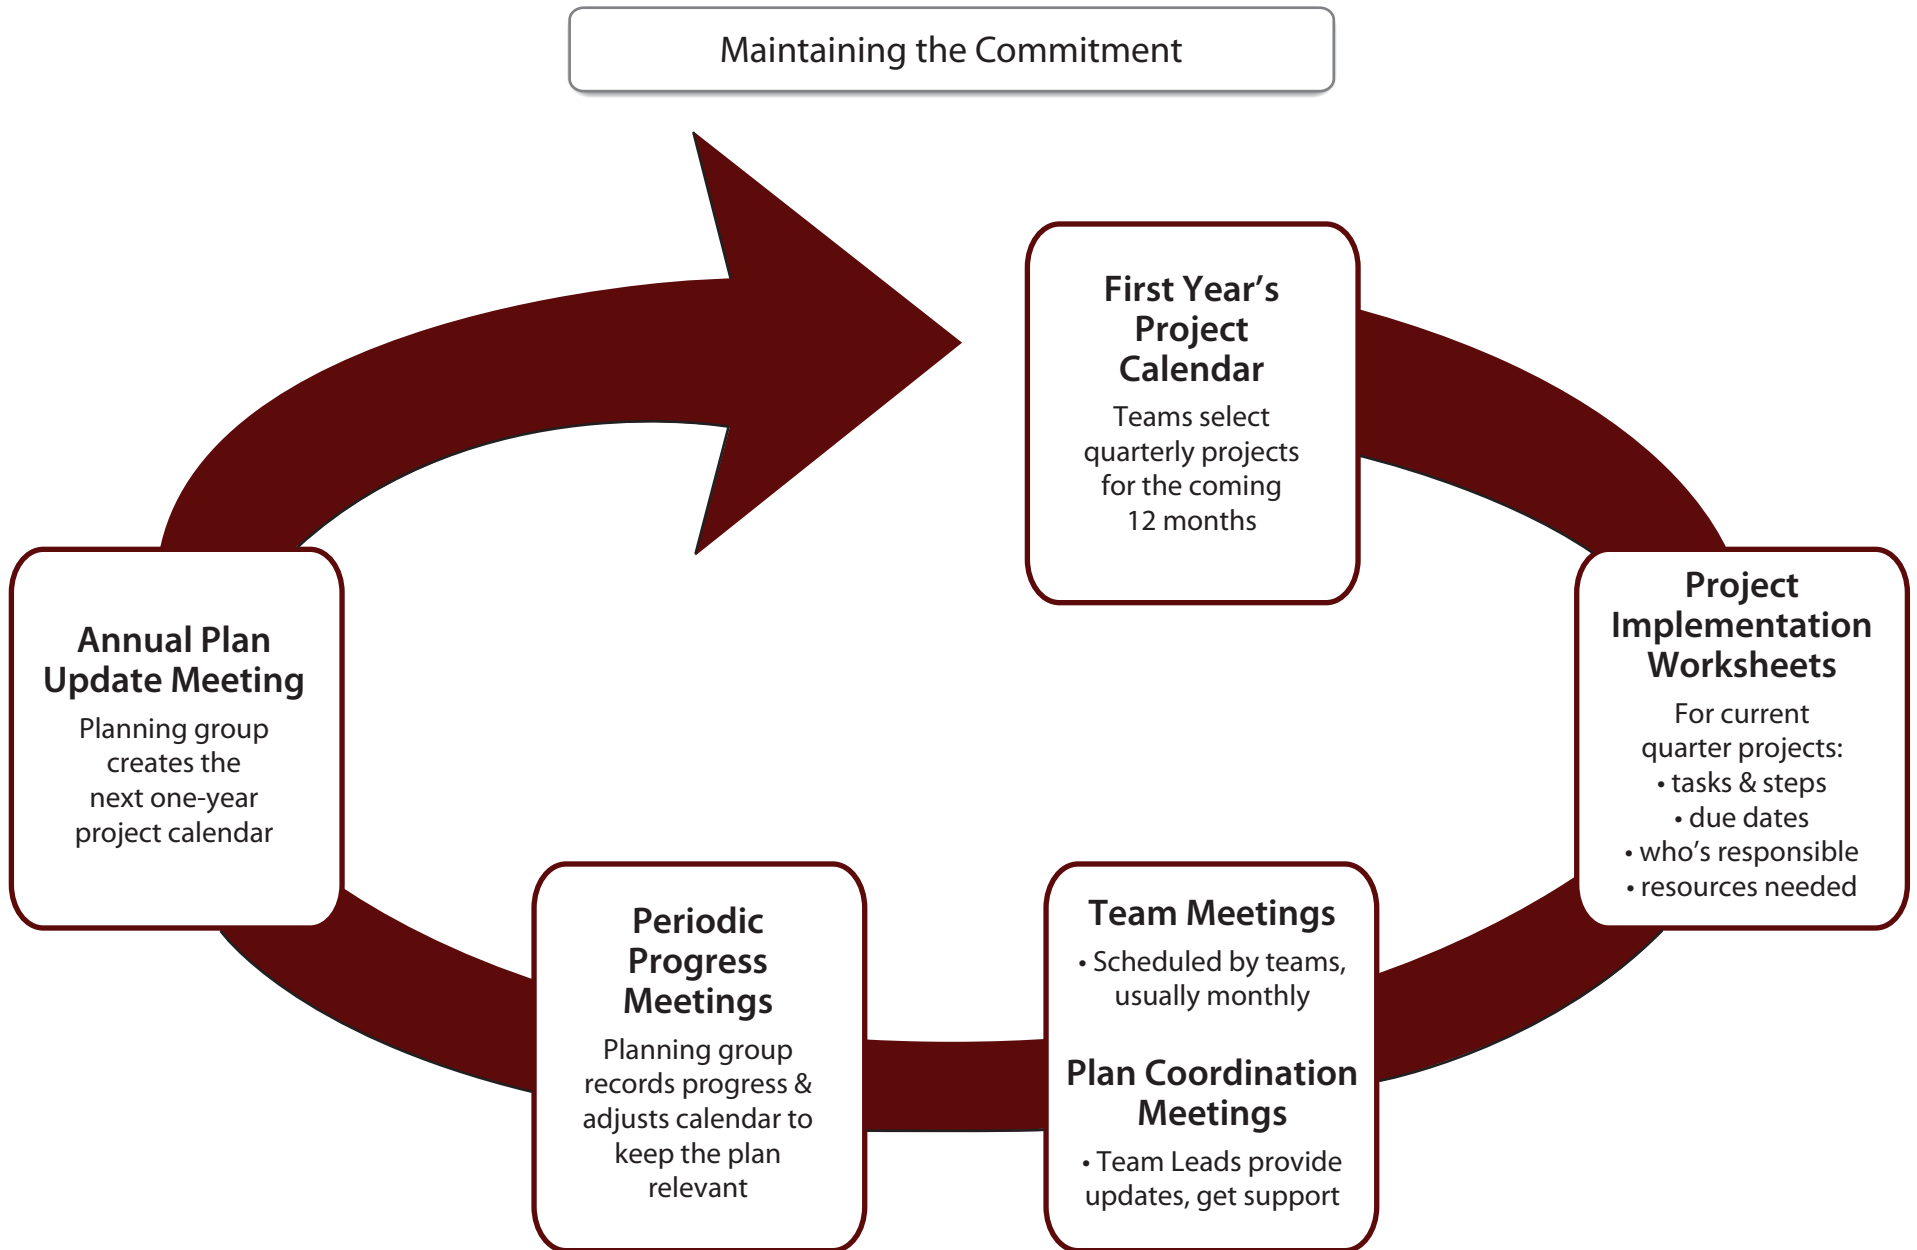 Maintaining the Commitment
First Year’s
Project
Calendar
Teams select
quarterly projects
for the coming
12 months
Project
Implementation
Worksheets
For current
quarter projects:
• tasks & steps
• due dates
• who’s responsible
• resources needed
Team Meetings
• Scheduled by teams,
usually monthly
Plan Coordination
Meetings
• Team Leads provide
updates, get support
Periodic
Progress
Meetings
Planning group
records progress &
adjusts calendar to
keep the plan
relevant
Annual Plan
Update Meeting
Planning group
creates the
next one-year
project calendar